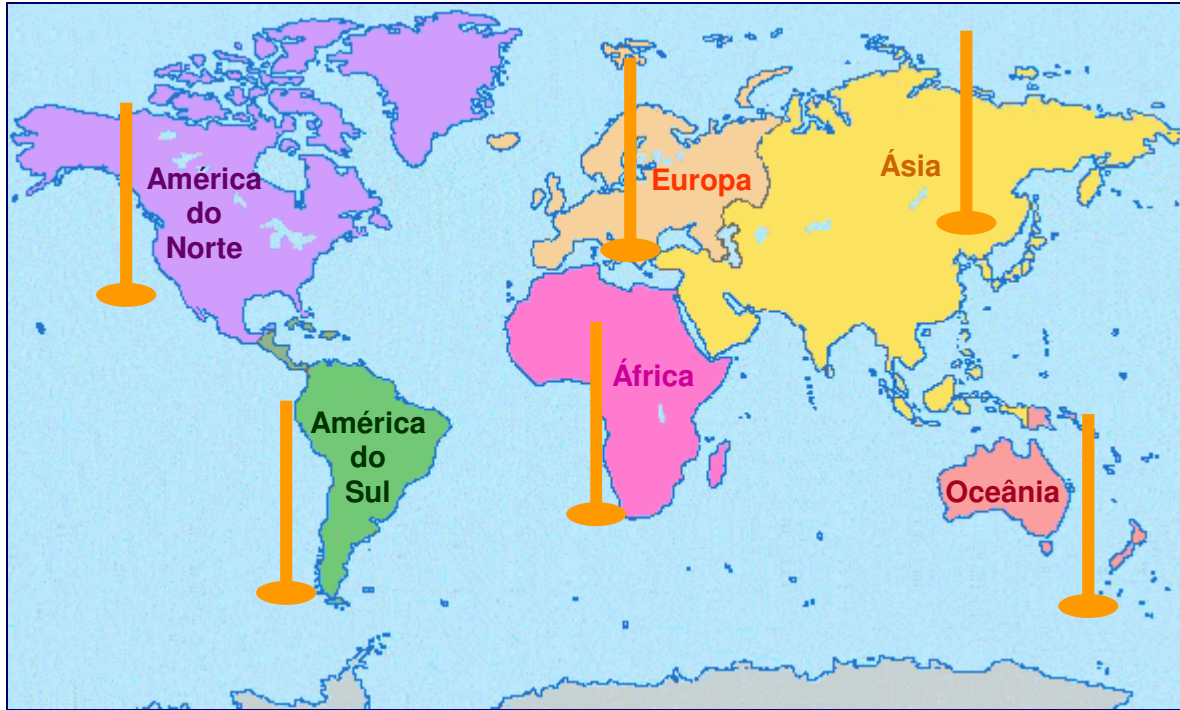 América
do
Norte
Europa
Ásia
África
América
do
Sul
Oceânia